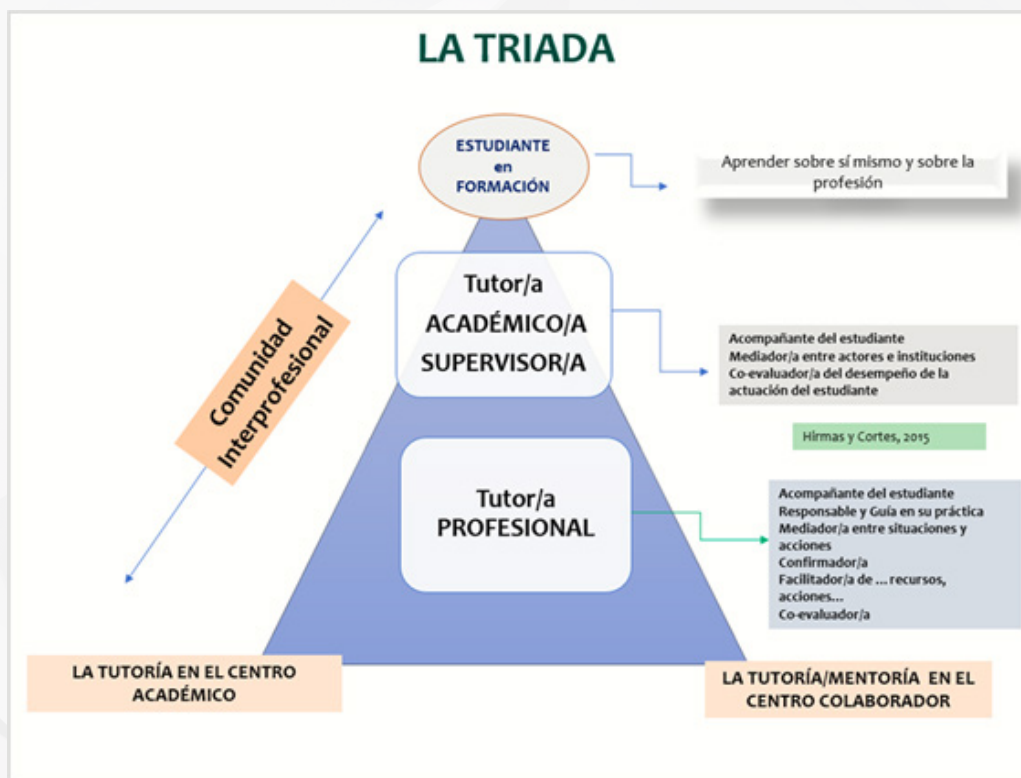 LA TRIADA
ESTUDIANTE
en
FORMACIÓN
Aprender sobre sí mismo y sobre la
profesión
Comunidad
Interprofesional
Tutor/a
ACADÉMICO/A
SUPERVISOR/A
Acompañante del estudiante
Mediador/a entre actores e instituciones
Co-evaluador/a del desempeño de la
actuación del estudiante
Hirmas y Cortes, 2015
Tutor/a
PROFESIONAL
Acompañante del estudiante
Responsable y Guía en su práctica
Mediador/a entre situaciones y
acciones
Confirmador/a
Facilitador/a de ... recursos,
acciones...
Co-evaluador/a
LA TUTORÍA EN EL CENTRO
ACADÉMICO
LA TUTORÍA/MENTORÍA EN EL
CENTRO COLABORADOR